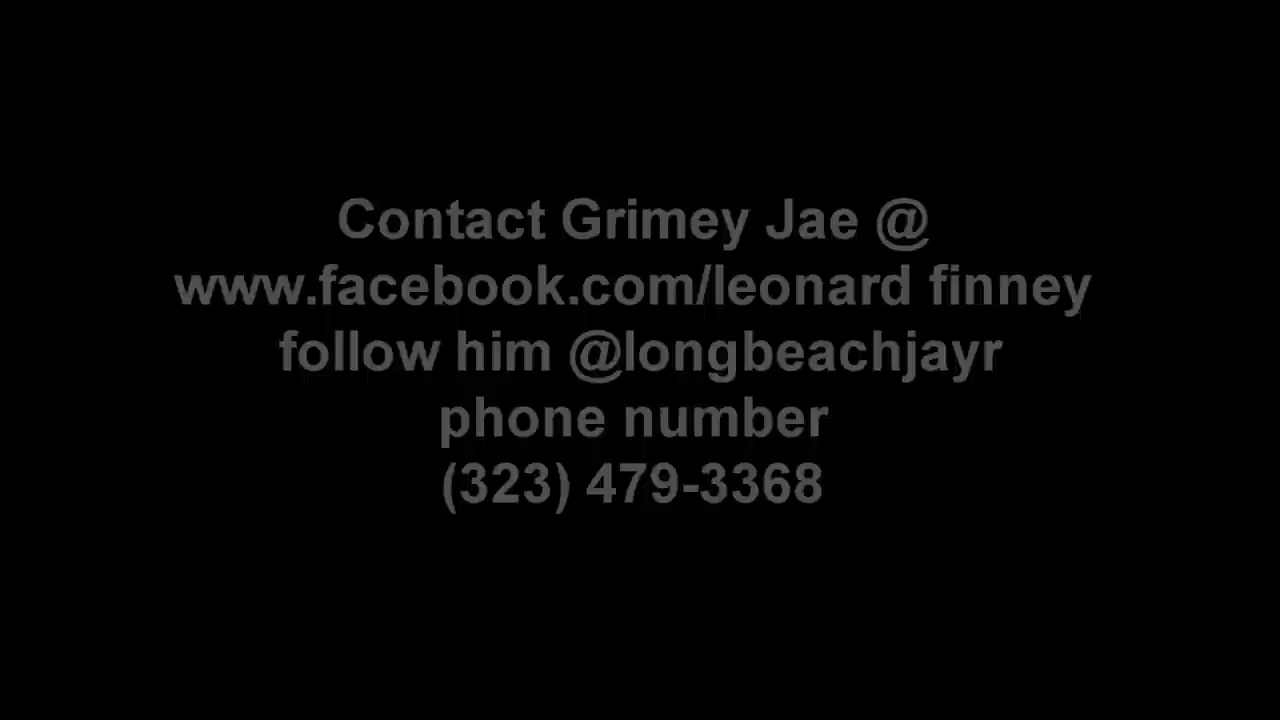 Contact Grimey Jae @
www.facebook.com/leonard finney
follow him @longbeachjayr
phone number
(323) 479-3368